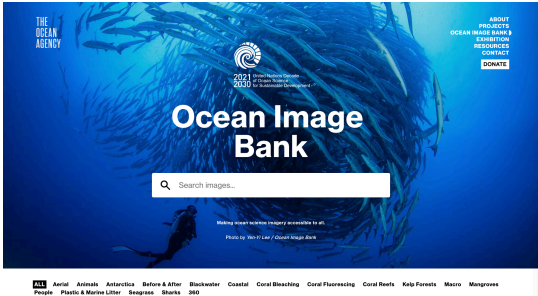 THE
OCEAN
AGENCY
ABOUT
PROJECTS
OCEAN IMAGE BANK
EXHIBITION
RESOURCES
CONTACT
DONATE
2021
2030
United Nations Decade
of Ocean Science
for Sustainable Development
Ocean Image
Bank
Search images...
Making ocean science imagery accessible to all.
Photo by Yen-Yi Lee / Ocean Image Bank
ALL Aerial Animals Antarctica Before & After Blackwater Coastal Coral Bleaching Coral Fluorescing Coral Reefs Kelp Forests Macro Mangroves
People Plastic & Marine Litter Seagrass Sharks 360